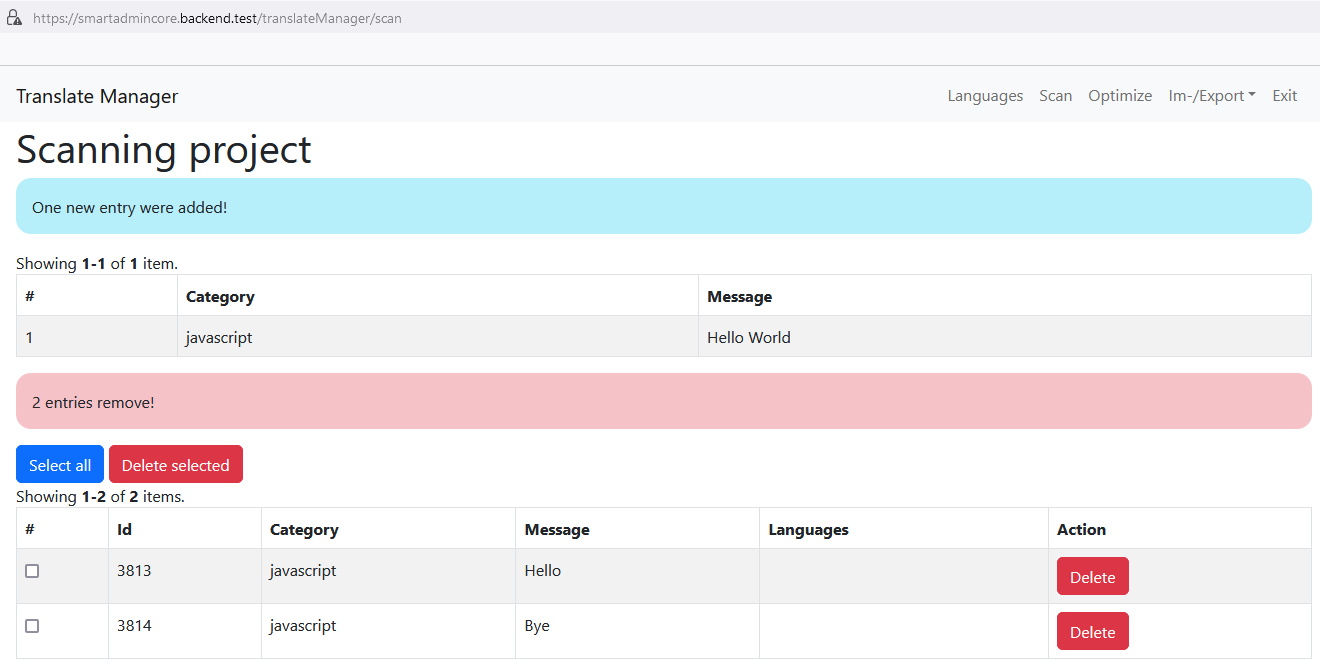 https://smartadmincore.backend.test/translateManager/scan
Translate Manager Languages Scan Optimize Im-/Export Exit
Scanning project
One new entry were added!
Showing 1-1 of 1 item.
# Category Message
1 javascript Hello World
2 entries remove!
Select all Delete selected
Showing 1-2 of 2 items.
# Id Category Message Languages Action
3813 javascript Hello Delete
3814 javascript Bye Delete